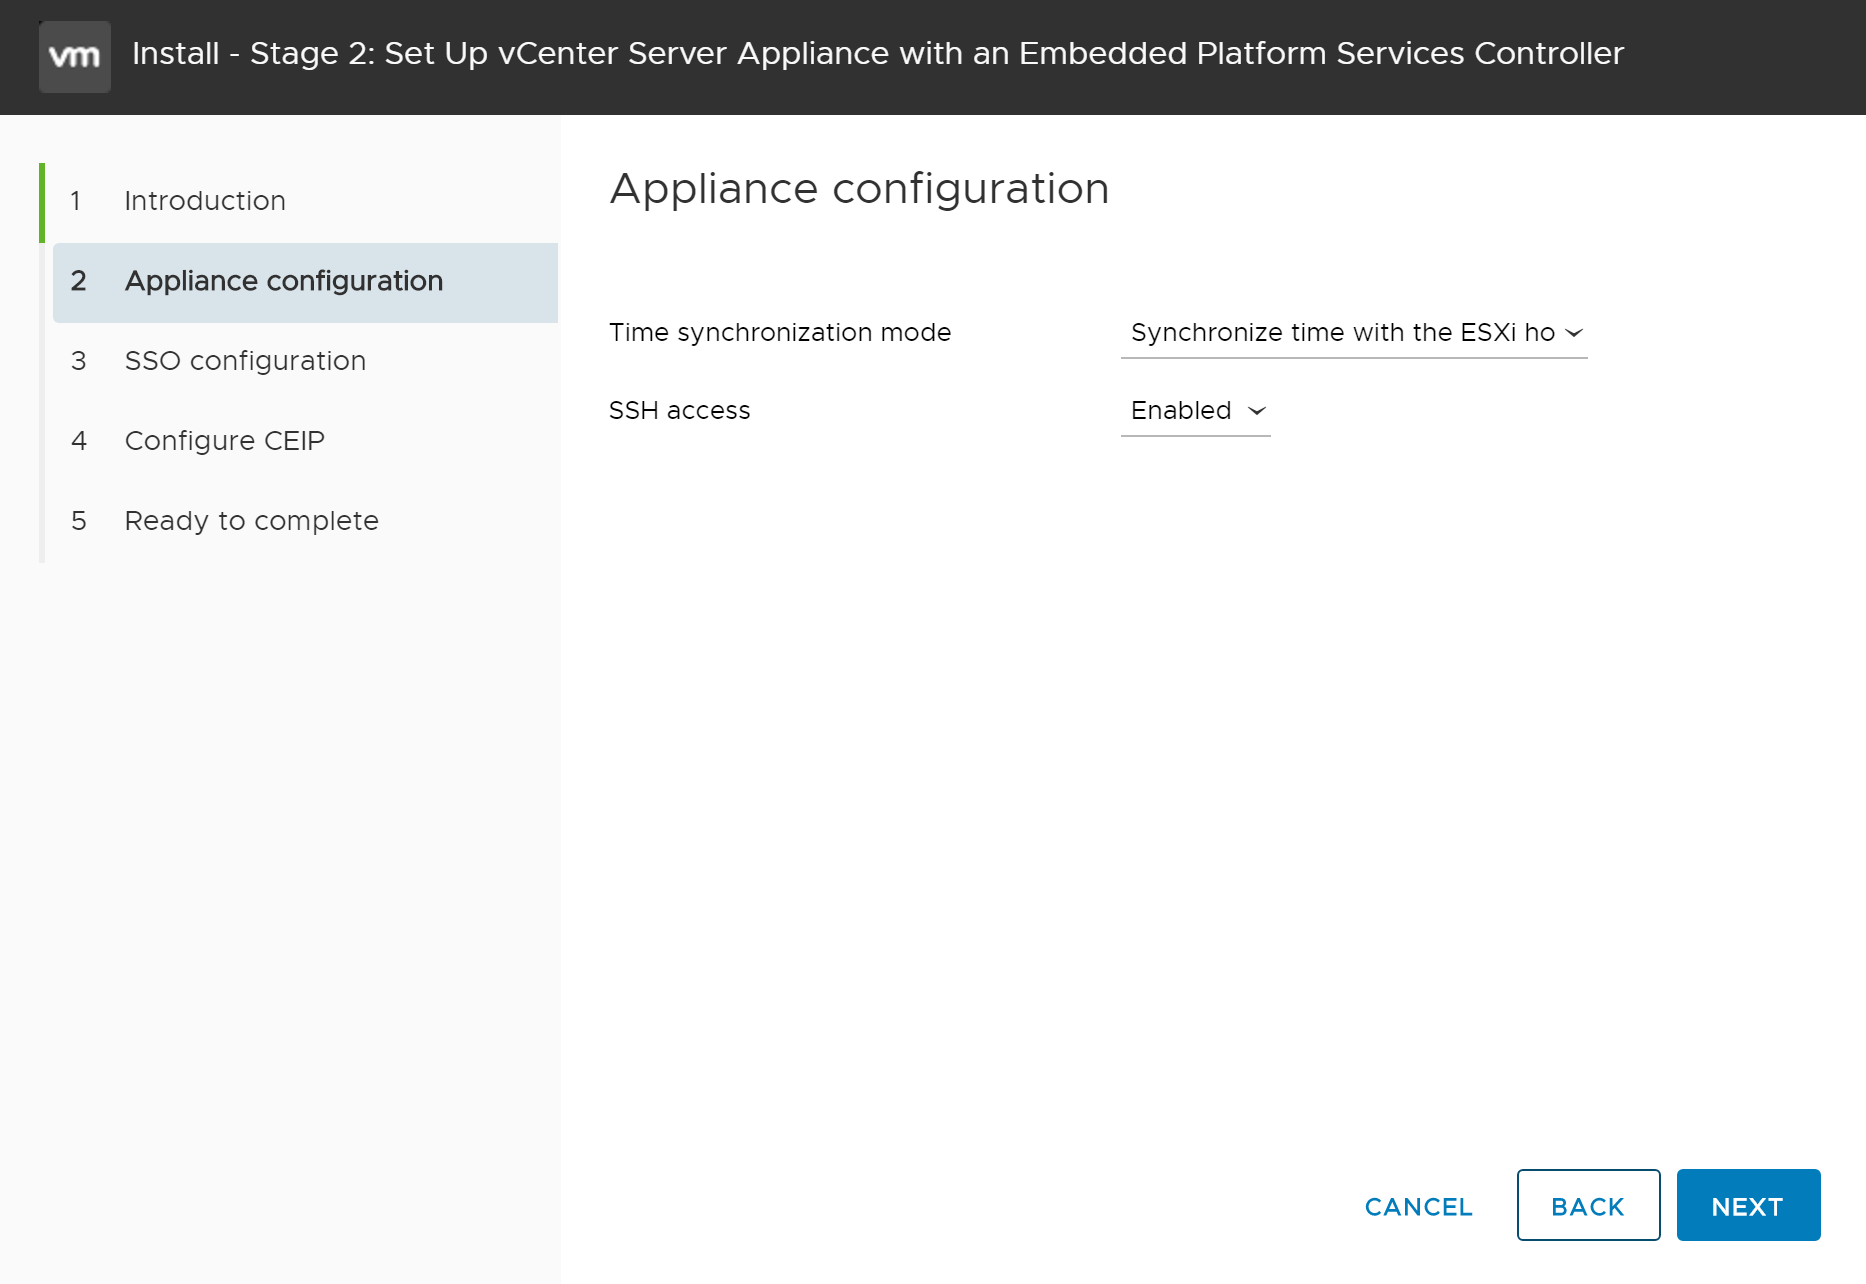 vm
Install - Stage 2: Set Up vCenter Server Appliance with an Embedded Platform Services Controller
1 Introduction
2 Appliance configuration
3 SSO configuration
4 Configure CEIP
5 Ready to complete
Appliance configuration
Time synchronization mode Synchronize time with the ESXi ho
SSH access Enabled
CANCEL BACK NEXT